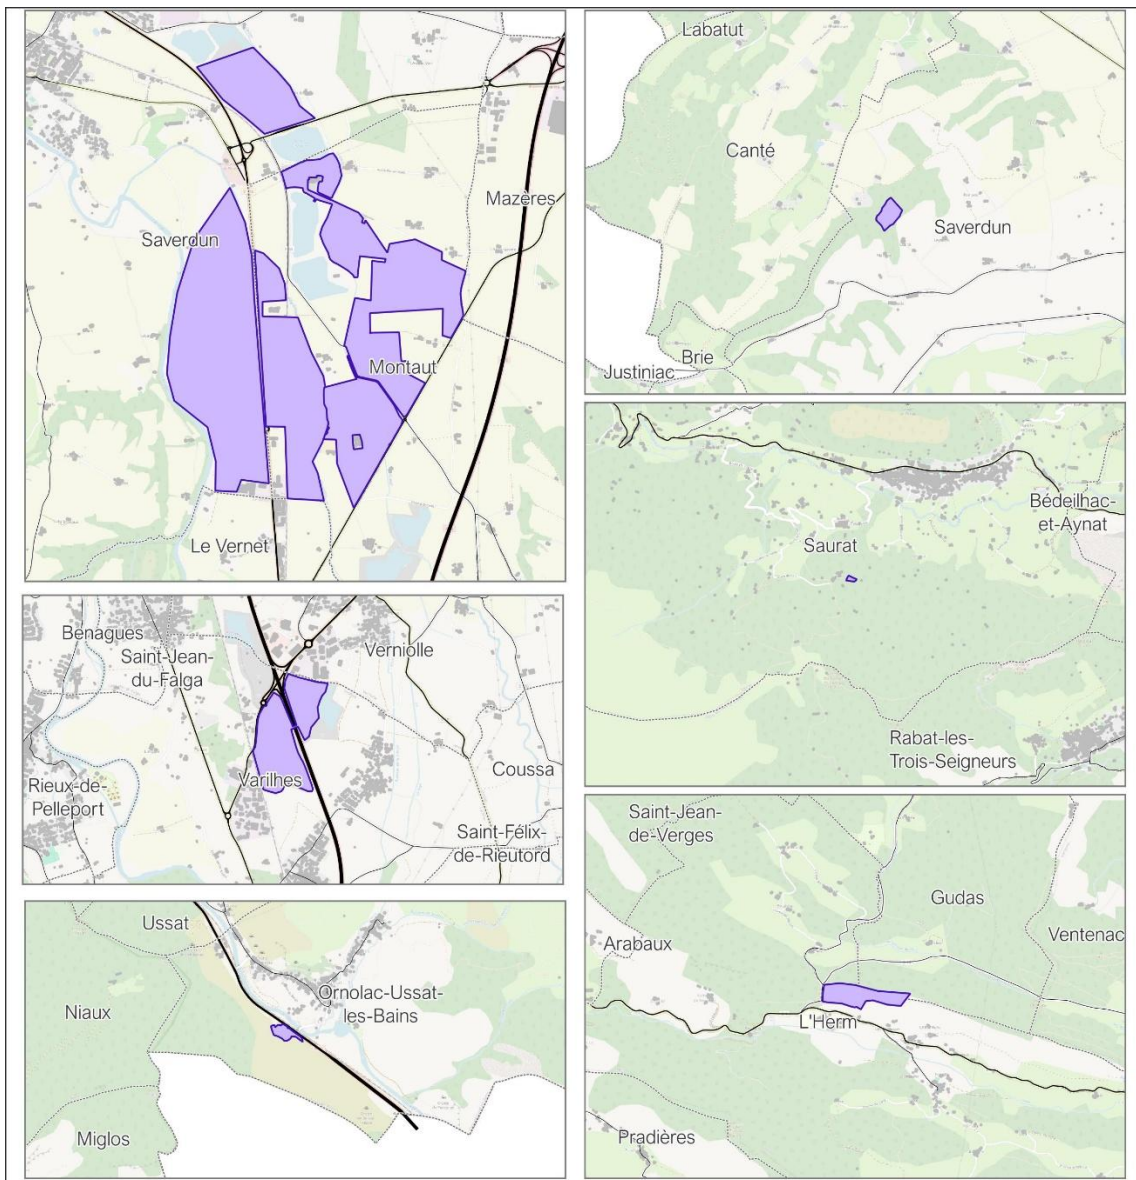 Mazères
Saverdun
Montaut
Le Vernet
Labatut
Canté
Saverdun
Brie
Justiniac
Bédeilhac-
et-Aynat
Saurat
Rabat-les-
Trois-Seigneurs
Benagues
Saint-Jean-
du-Falga
Verniolle
Rieux-de-
Pelleport
Varilhes
Coussa
Saint-Félix-
de-Rieutord
Saint-Jean-
de-Verges
Gudas
Arabaux
Ventenac
L'Herm
Pradières
Ussat
Niaux
Ornolac-Ussat-
les-Bains
Miglos